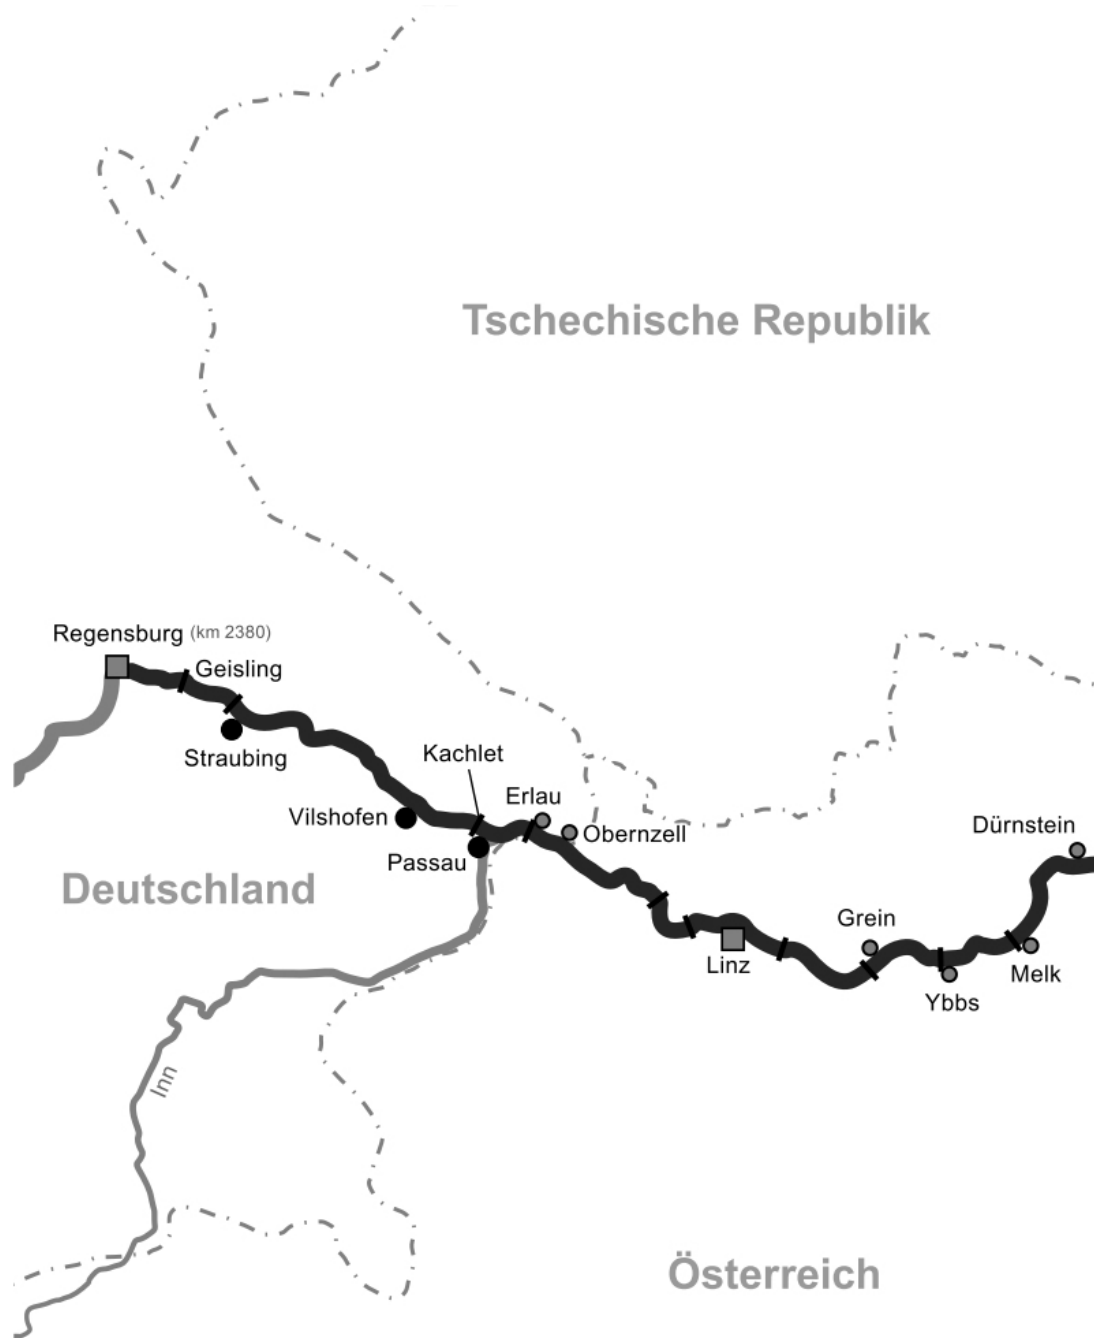 Tschechische Republik
Regensburg (km 2380)
Geisling
Straubing
Kachlet
Vilshofen
Erlau
Obernzell
Passau
Dürnstein
Deutschland
Grein
Linz
Melk
Ybbs
Inn
Österreich